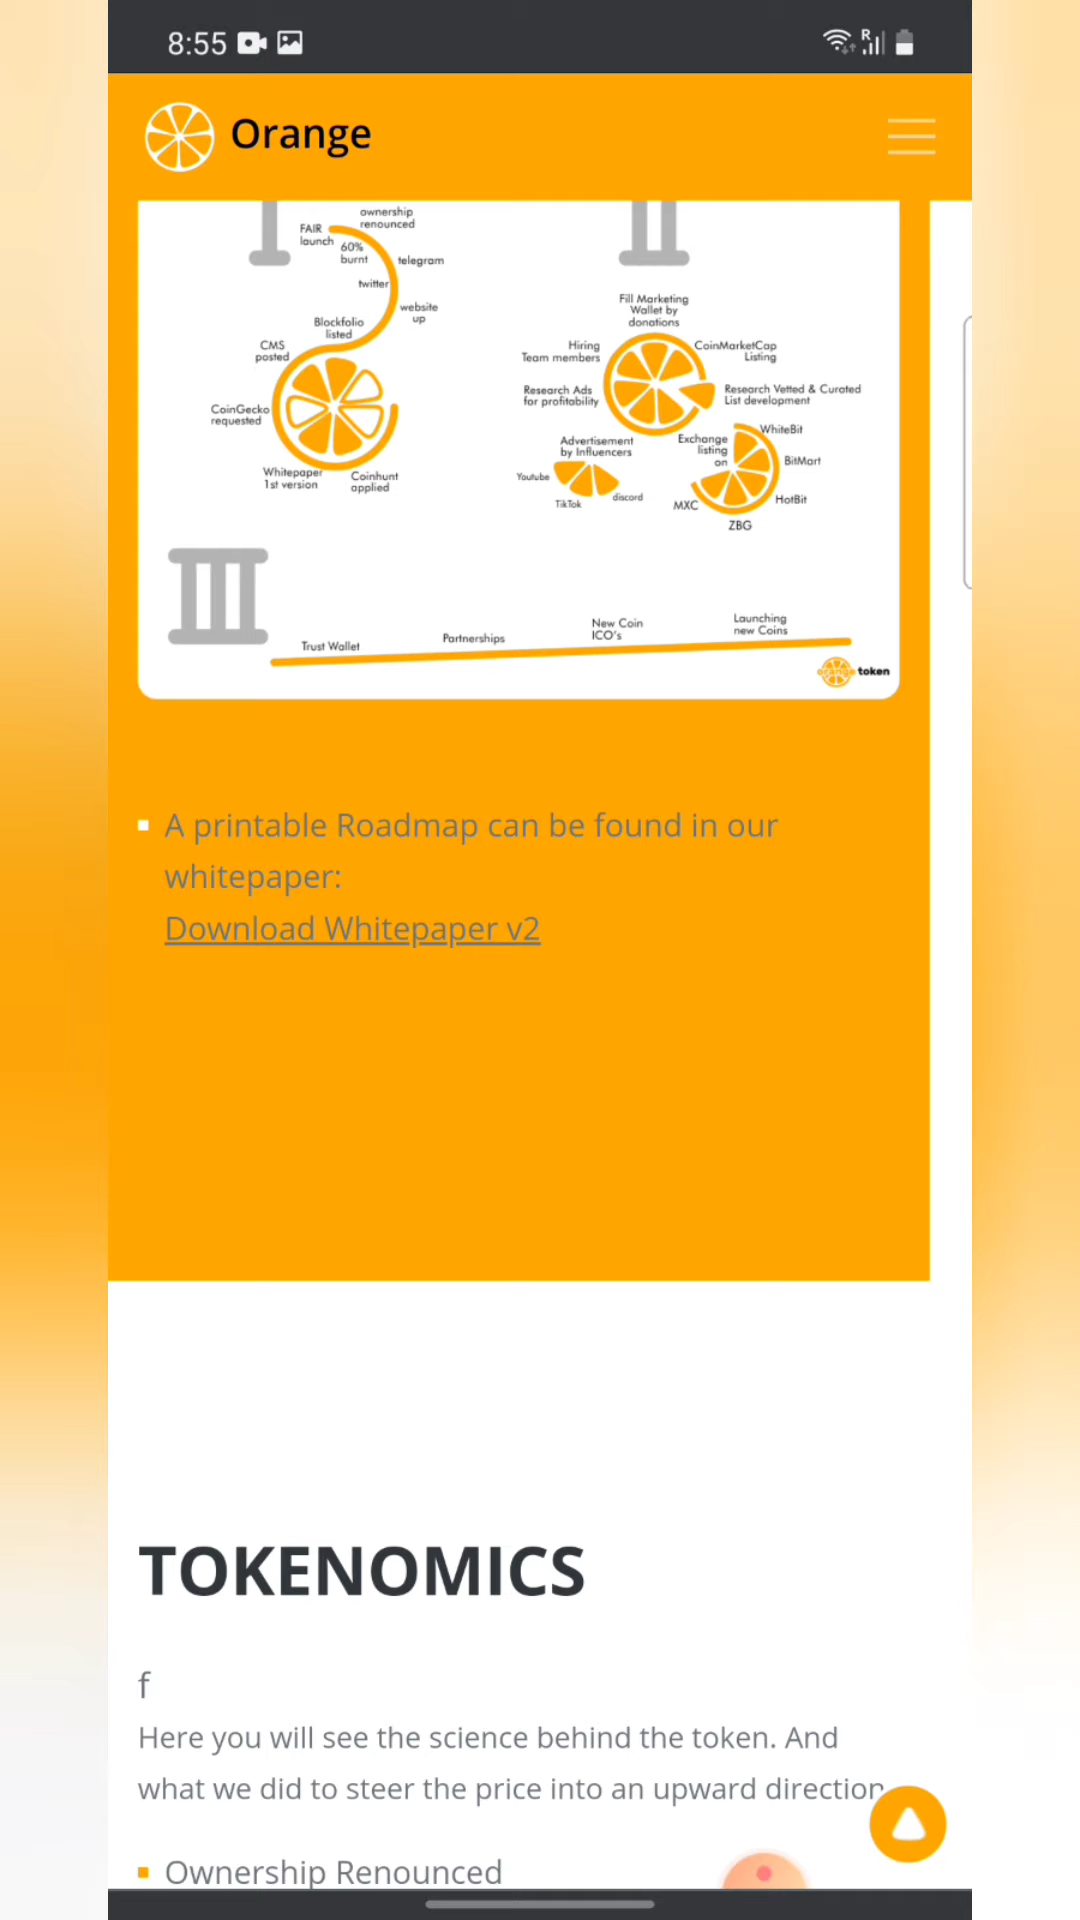 8:55
R
Orange
I
FAIR
launch
ownership
renounced
60%
burnt
telegram
twitter
website
up
Blockfolio
listed
CMS
posted
CoinGecko
requested
Whitepaper
1st version
Coinhunt
applied
II
Fill Marketing
Wallet by
donations
Hiring
Team members
CoinMarketCap
Listing
Research Ads
for profitability
Research Vetted & Curated
List development
Advertisement
by Influencers
Youtube
TikTok
discord
Exchange
listing
on
WhiteBit
BitMart
HotBit
ZBG
MXC
III
Trust Wallet
Partnerships
New Coin
ICO's
Launching
new Coins
orange token
A printable Roadmap can be found in our
whitepaper:
Download Whitepaper v2
TOKENOMICS
f
Here you will see the science behind the token. And
what we did to steer the price into an upward direction
Ownership Renounced